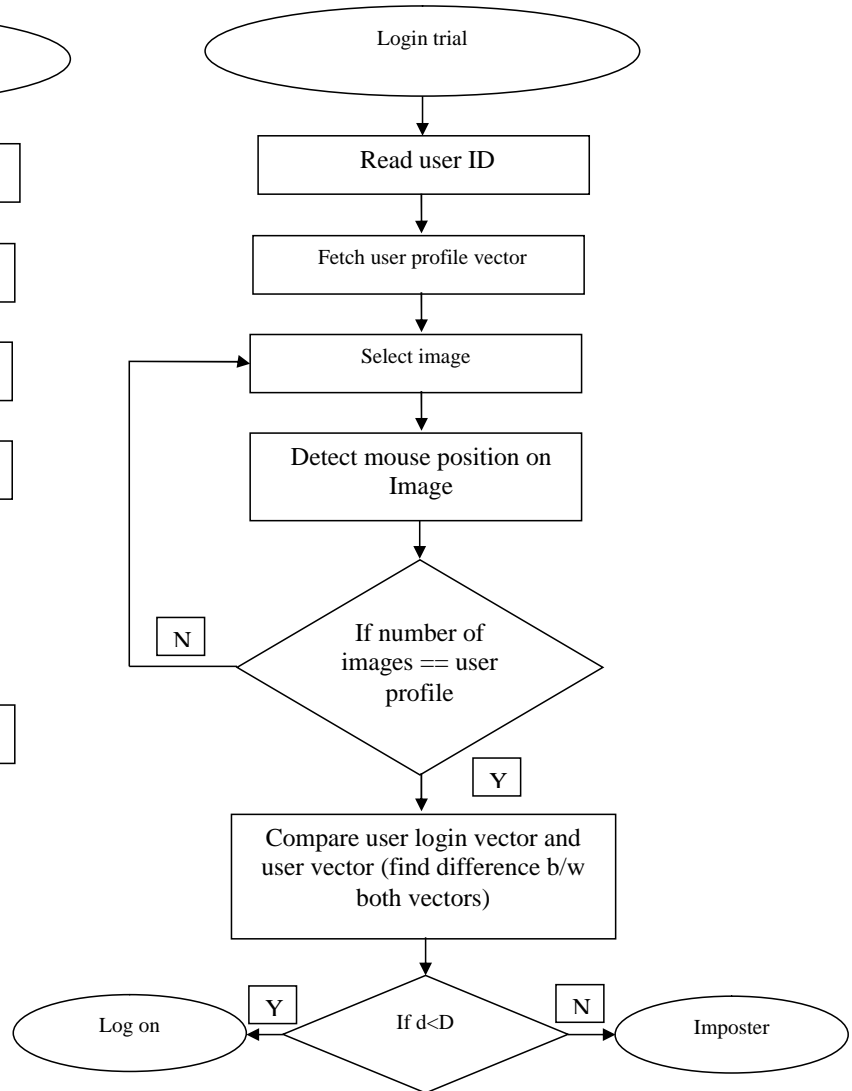 Login trial
Read user ID
Fetch user profile vector
Select image
Detect mouse position on
Image
If number of
images == user
profile
N
Y
Compare user login vector and
user vector (find difference b/w
both vectors)
If d<D
Y
N
Log on
Imposter